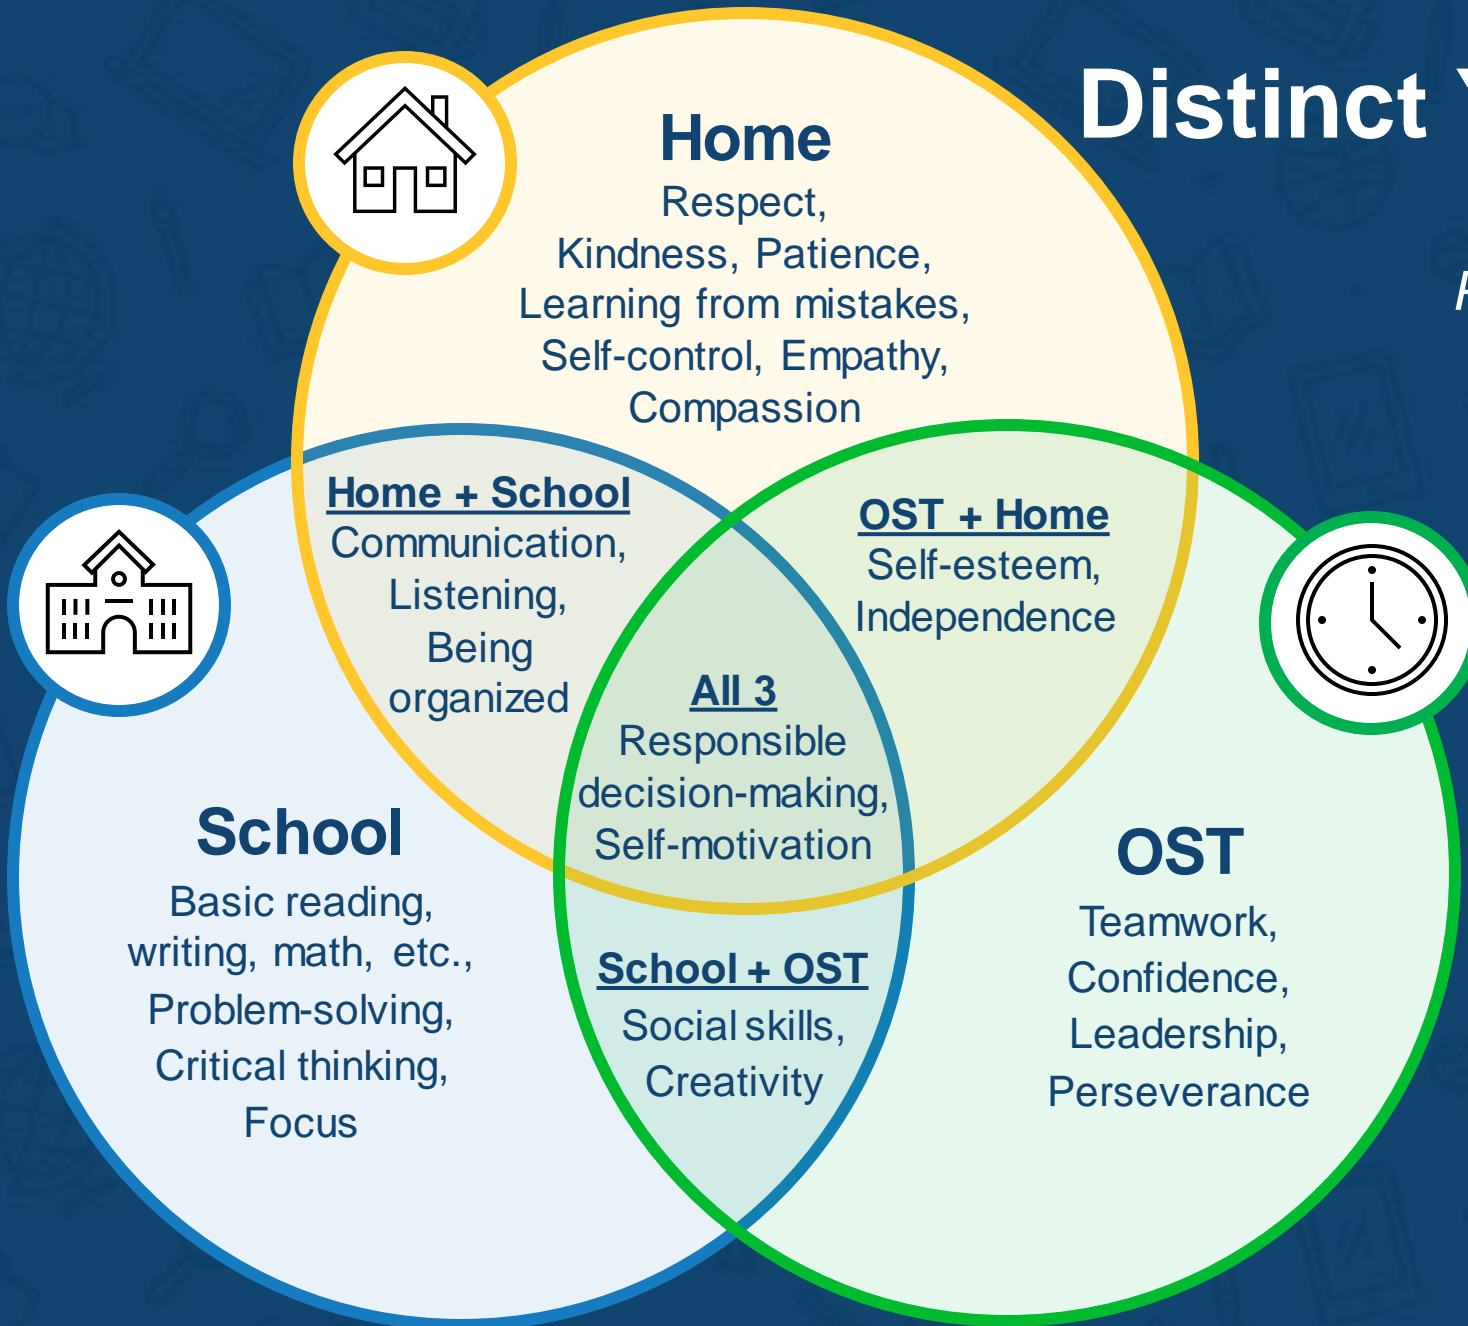 Distinct
Home
Respect,
Kindness, Patience,
Learning from mistakes,
Self-control, Empathy,
Compassion
Home + School
Communication,
Listening,
Being
organized
OST + Home
Self-esteem,
Independence
All 3
Responsible
decision-making,
Self-motivation
School
Basic reading,
writing, math, etc.,
Problem-solving,
Critical thinking,
Focus
School + OST
Social skills,
Creativity
OST
Teamwork,
Confidence,
Leadership,
Perseverance